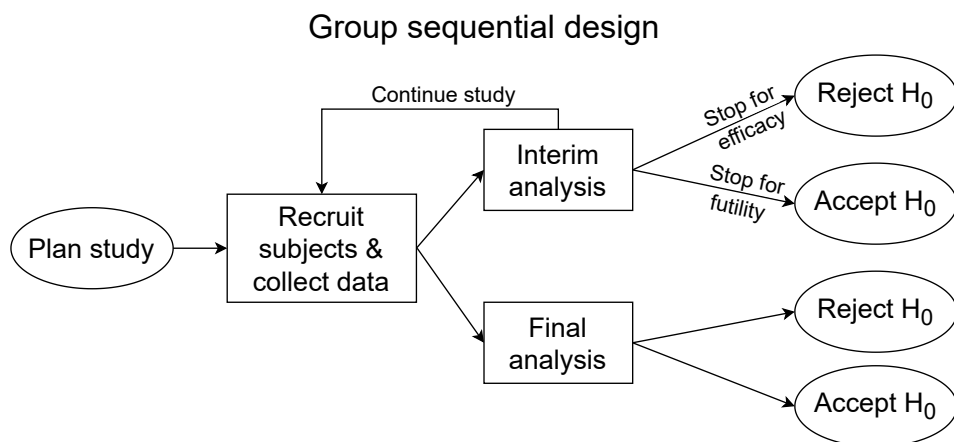 Group sequential design
Continue study
Stop for
efficacy
Reject H₀
Interim
analysis
Stop for
futility
Accept H₀
Plan study
Recruit
subjects &
collect data
Final
analysis
Reject H₀
Accept H₀